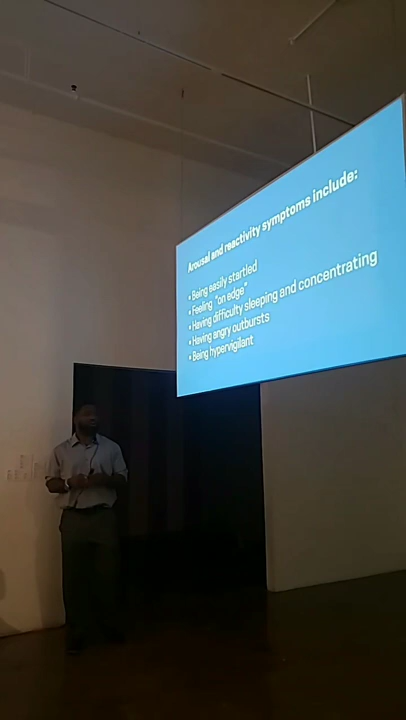 Arousal and reactivity symptoms include:
• Being easily startled
• Feeling "on edge"
• Having difficulty sleeping and concentrating
• Having angry outbursts
• Being hypervigilant